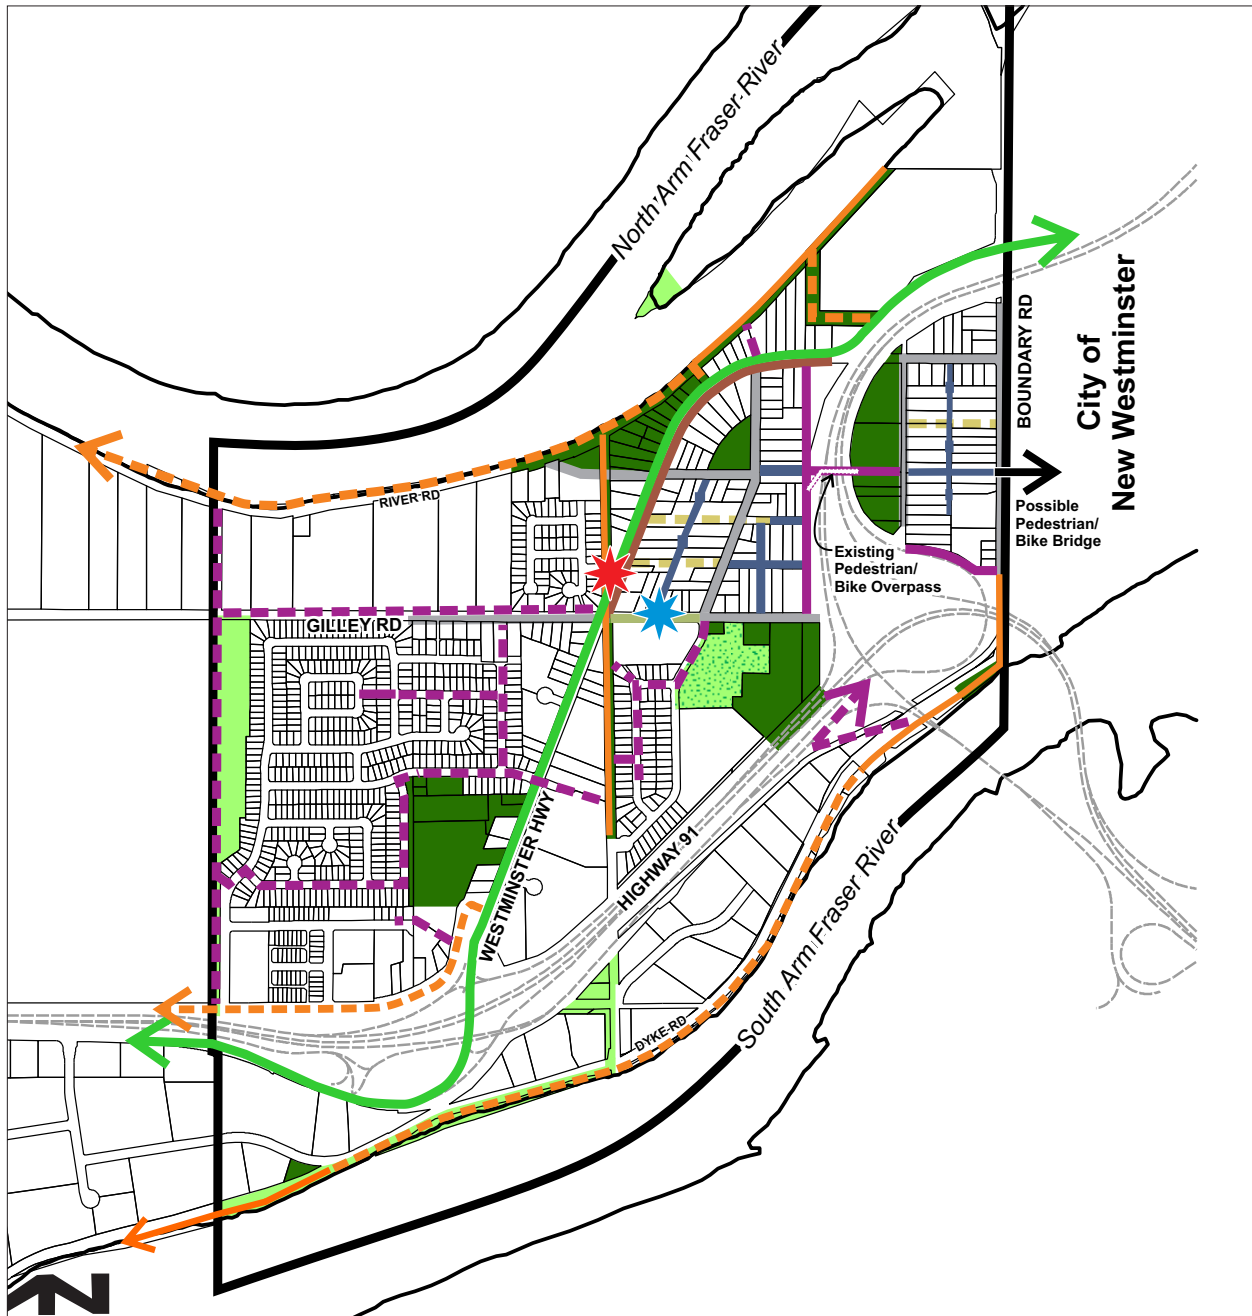 North Arm Fraser River
BOUNDARY RD
City of
New Westminster
RIVER RD
Possible
Pedestrian/
Bike Bridge
Existing
Pedestrian/
Bike Overpass
GILLEY RD
WESTMINSTER HWY
HIGHWAY 91
South Arm Fraser River
DYKE RD
N